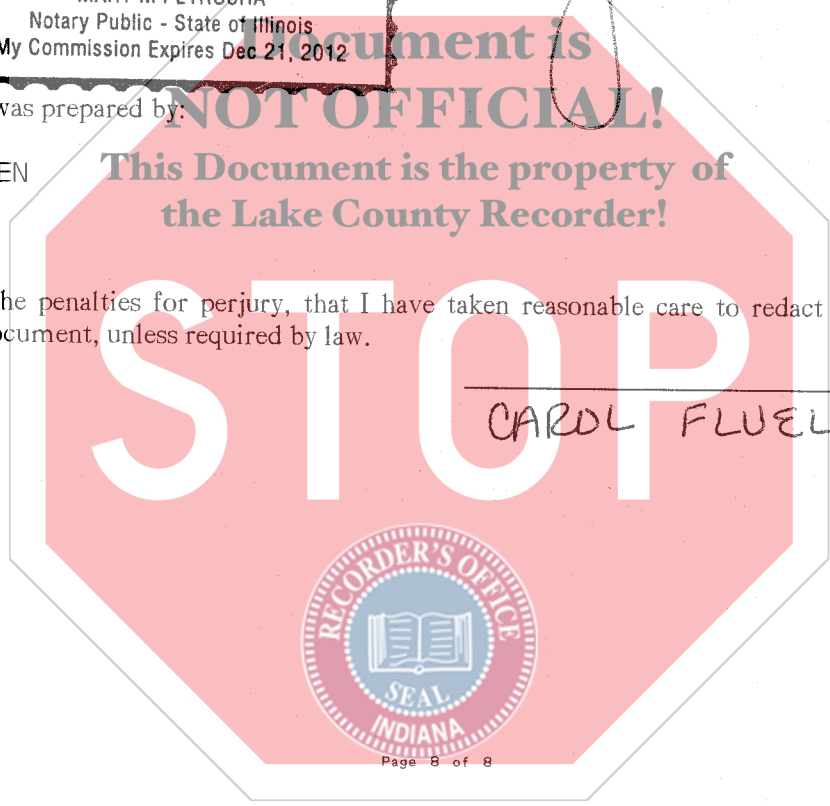 Notary Public - State of Illinois
My Commission Expires Dec 21, 2012
Document is
NOT OFFICIAL!
was prepared by:
This Document is the property of
the Lake County Recorder!
EN
he penalties for perjury, that I have taken reasonable care to redact
ocument, unless required by law.
STOP
CAROL FLUEL
RECORDER'S OFFICE
SEAL
INDIANA
Page 8 of 8